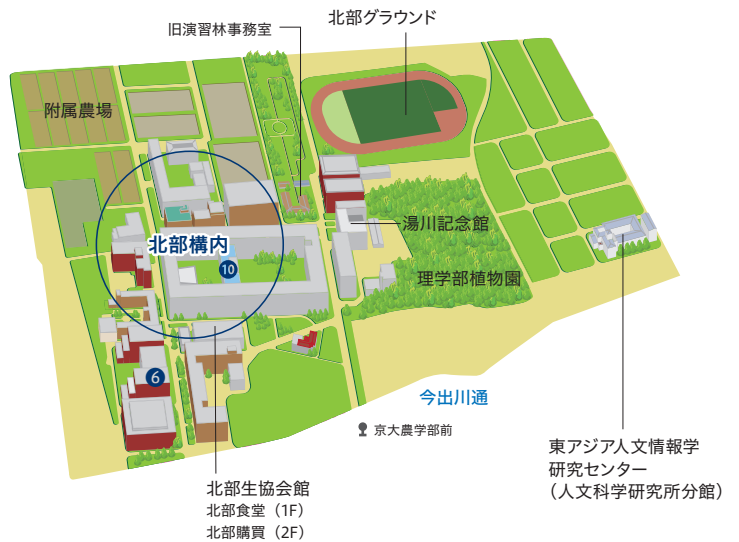 北部グラウンド
旧演習林事務室
附属農場
湯川記念館
北部構内
10
理学部植物園
6
今出川通
京大農学部前
東アジア人文情報学
研究センター
（人文科学研究所分館）
北部生協会館
北部食堂（1F）
北部購買（2F）